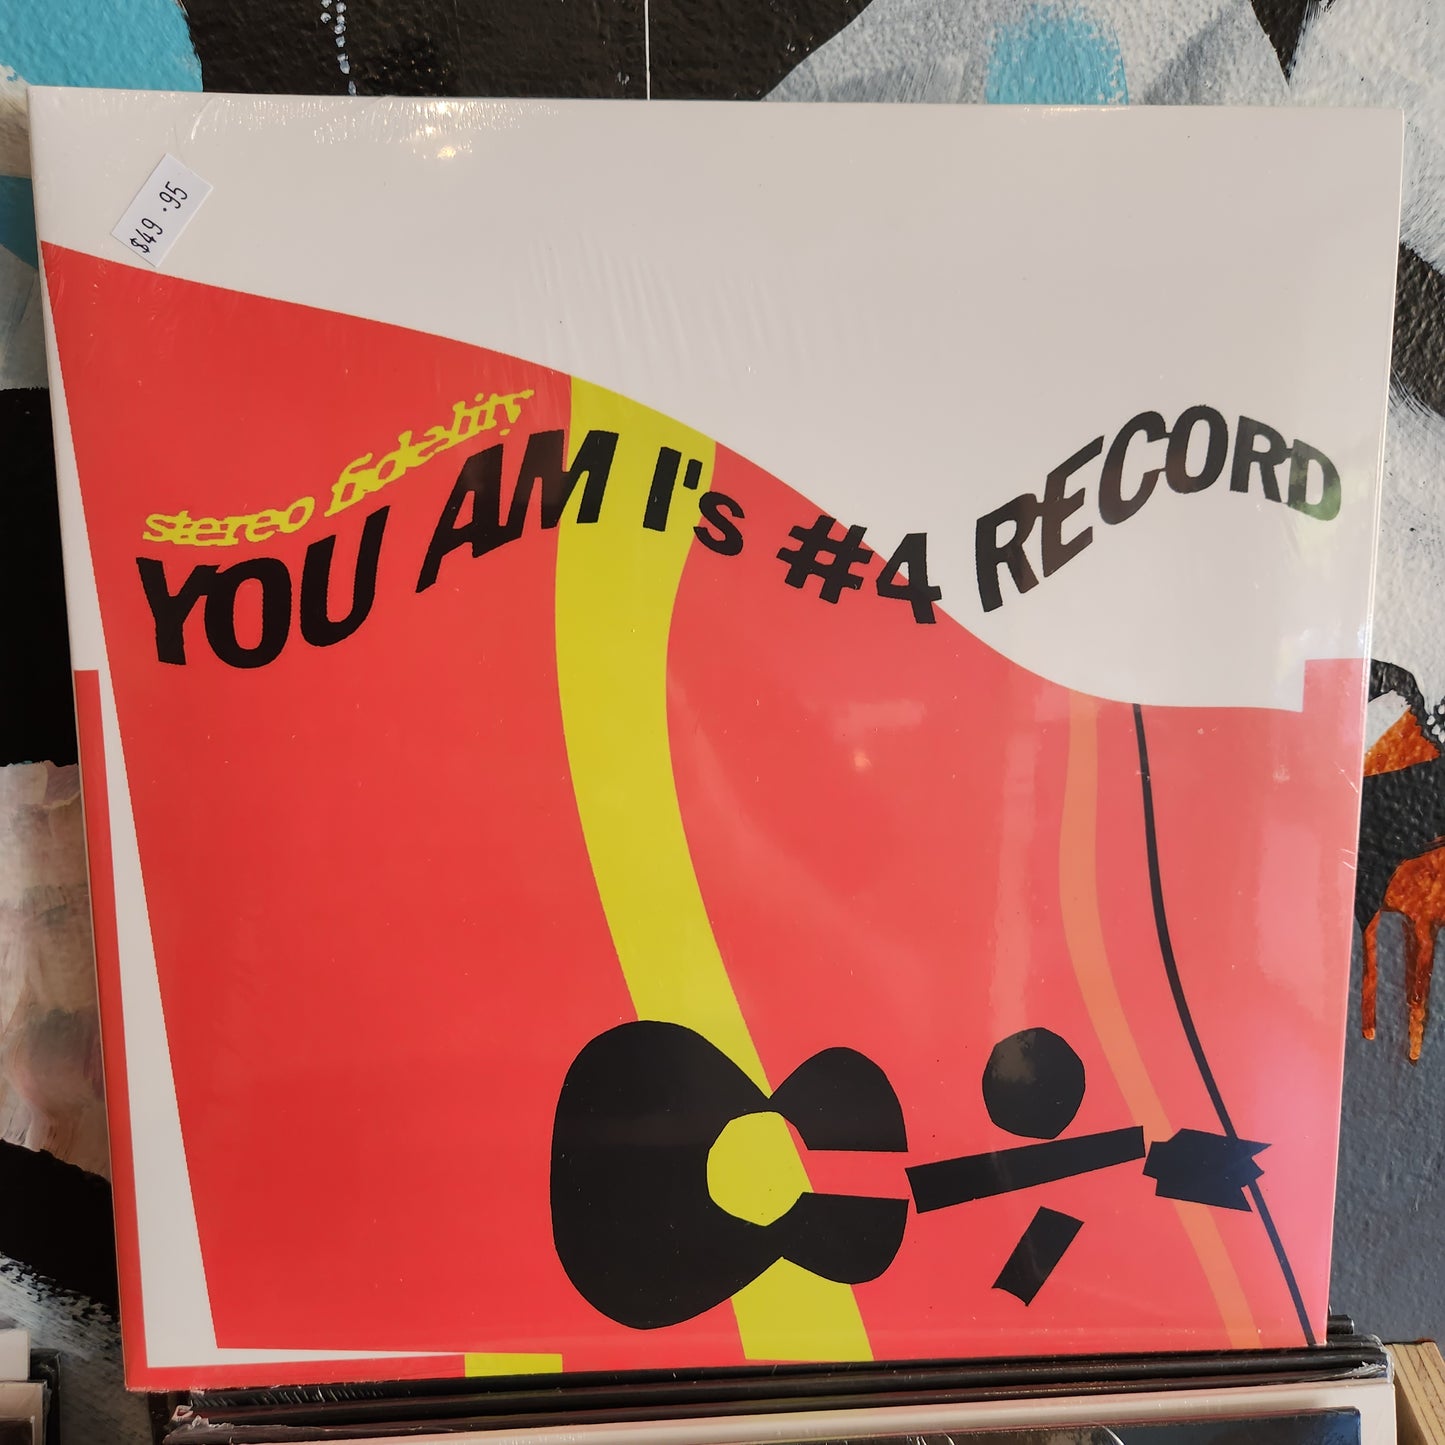 $49.95
stereo fidelity
YOU AM I's #4 RECORD